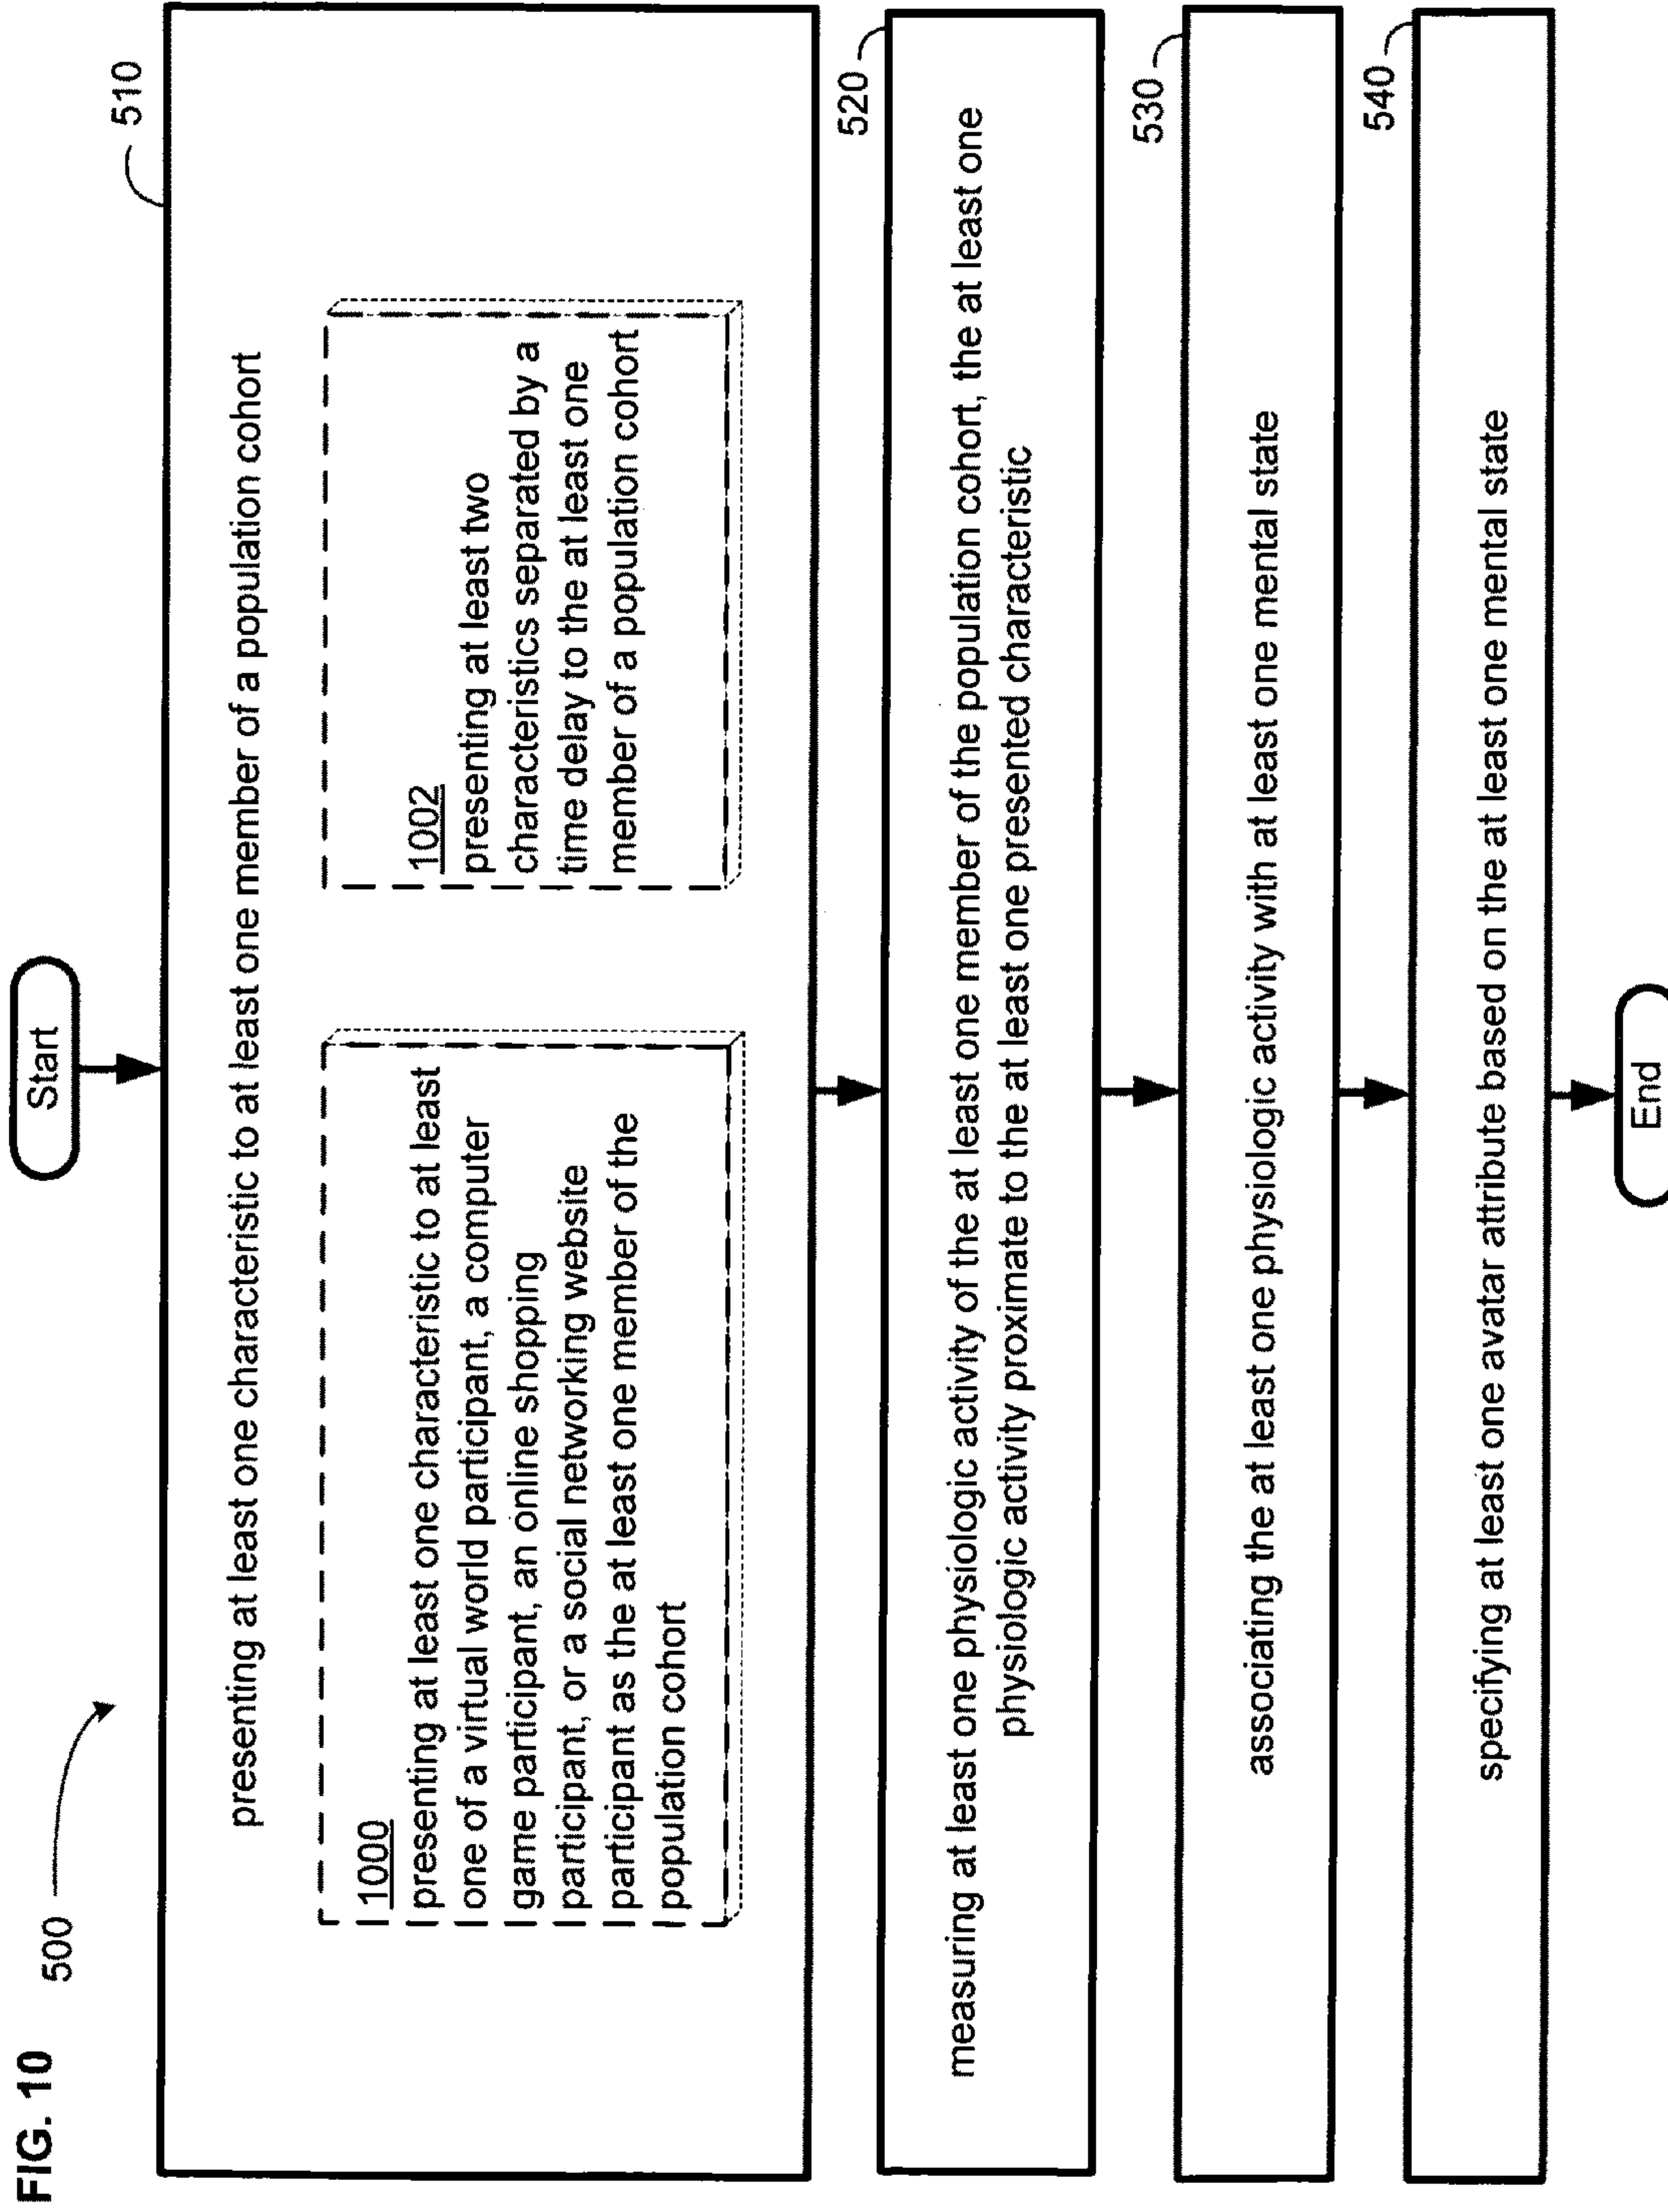 FIG. 10
500
Start
510
presenting at least one characteristic to at least one member of a population cohort
1000
presenting at least one characteristic to at least
one of a virtual world participant, a computer
game participant, an online shopping
participant, or a social networking website
participant as the at least one member of the
population cohort
1002
presenting at least two
characteristics separated by a
time delay to the at least one
member of a population cohort
520
measuring at least one physiologic activity of the at least one member of the population cohort, the at least one
physiologic activity proximate to the at least one presented characteristic
530
associating the at least one physiologic activity with at least one mental state
540
specifying at least one avatar attribute based on the at least one mental state
End